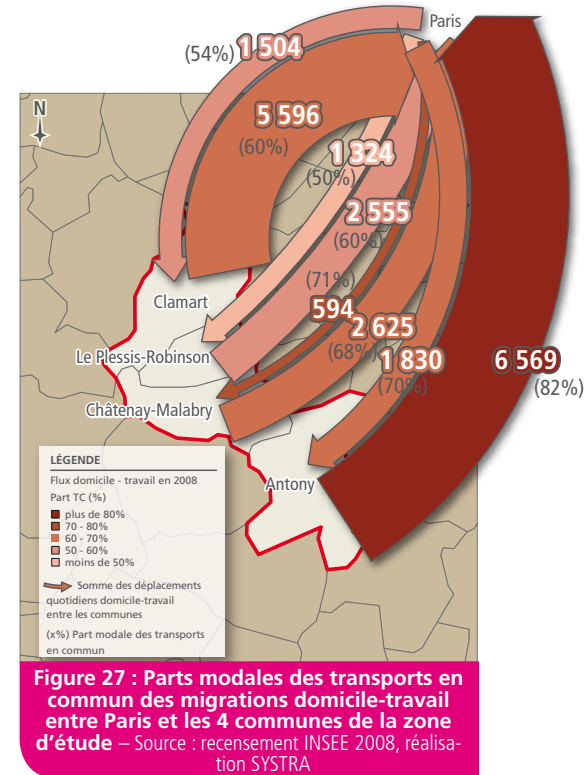 Paris
1 504
(54%)
5 596
(60%)
1 324
(50%)
2 555
(60%)
(71%)
594
2 625
(68%)
1 830
(70%)
6 569
(82%)
N
Clamart
Le Plessis-Robinson
Châtenay-Malabry
Antony
LÉGENDE
Flux domicile - travail en 2008
Part TC (%)
plus de 80%
70 - 80%
60 - 70%
50 - 60%
moins de 50%
Somme des déplacements
quotidiens domicile-travail
entre les communes
(x%) Part modale des transports
en commun
Figure 27 : Parts modales des transports en
commun des migrations domicile-travail
entre Paris et les 4 communes de la zone
d'étude – Source : recensement INSEE 2008, réalisa-
tion SYSTRA